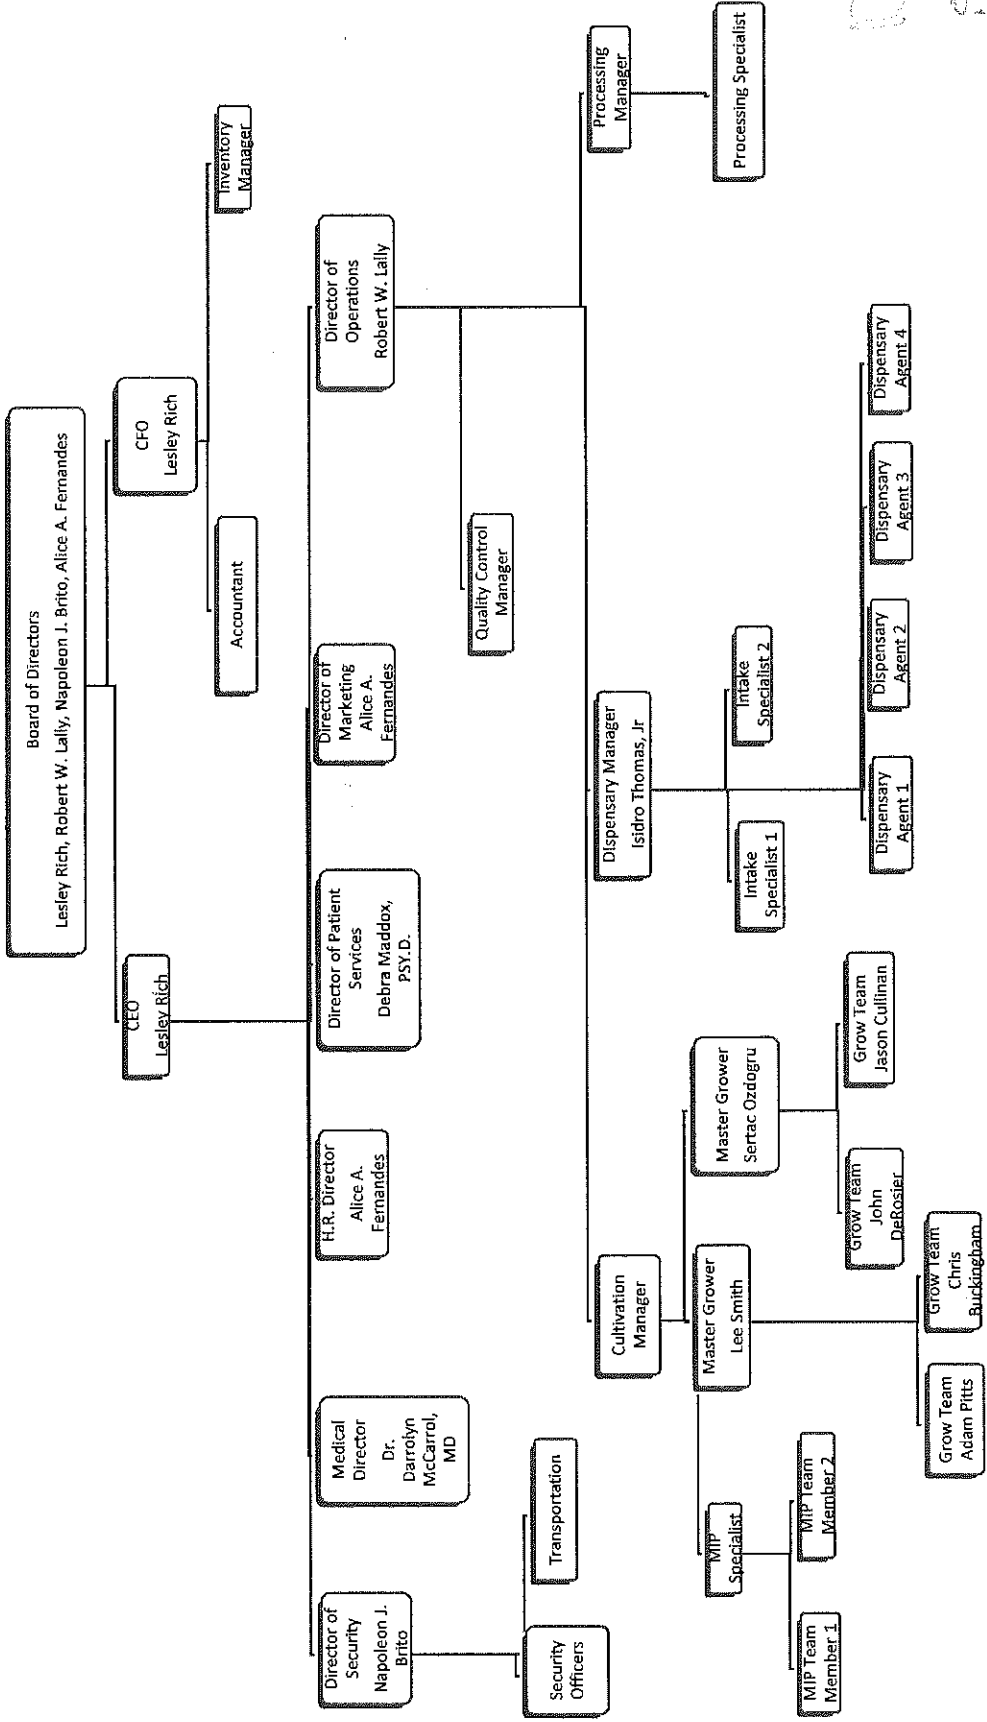 Board of Directors
Lesley Rich, Robert W. Lally, Napoleon J. Brito, Alice A. Fernandes
CEO
Lesley Rich
CFO
Lesley Rich
Accountant
Inventory
Manager
Director of
Security
Napoleon J.
Brito
Medical
Director
Dr.
Darrolyn
McCarrol,
MD
H.R. Director
Alice A.
Fernandes
Director of Patient
Services
Debra Maddox,
PSY.D.
Director of
Marketing
Alice A.
Fernandes
Director of
Operations
Robert W. Lally
Quality Control
Manager
Security
Officers
Transportation
Cultivation
Manager
Dispensary Manager
Isidro Thomas, Jr
Processing
Manager
MIP
Specialist
Master Grower
Lee Smith
Master Grower
Sertac Ozdogru
Intake
Specialist 1
Intake
Specialist 2
Processing Specialist
MIP Team
Member 1
MIP Team
Member 2
Grow Team
John
DeRosier
Grow Team
Jason Cullinan
Dispensary
Agent 1
Dispensary
Agent 2
Dispensary
Agent 3
Dispensary
Agent 4
Grow Team
Adam Pitts
Grow Team
Chris
Buckingham